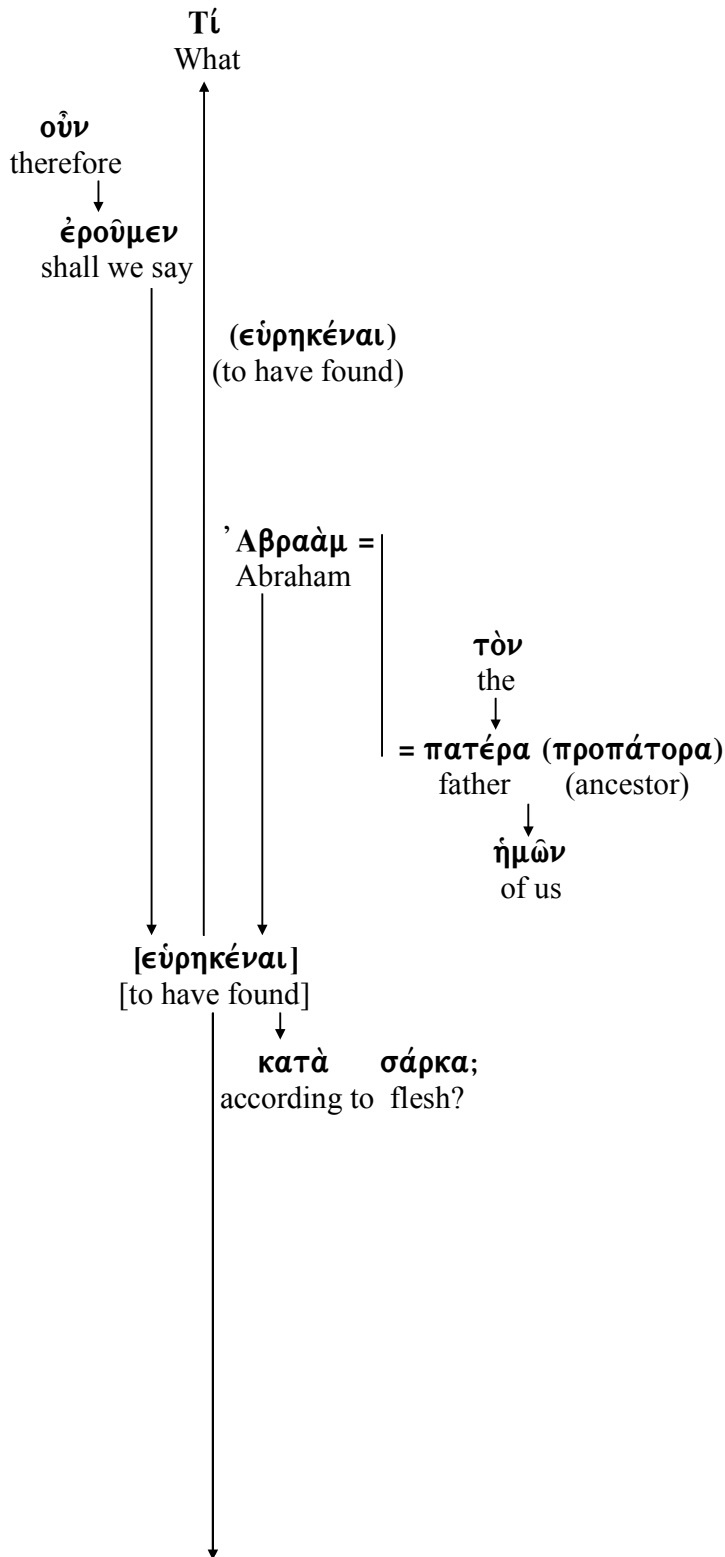 Τί
What
οὖν
therefore
ἐροῦμεν
shall we say
(εὑρηκέναι)
(to have found)
Ἀβραὰμ =
Abraham
τὸν
the
= πατέρα (προπάτορα)
father (ancestor)
ἡμῶν
of us
[εὑρηκέναι]
[to have found]
κατὰ σάρκα;
according to flesh?